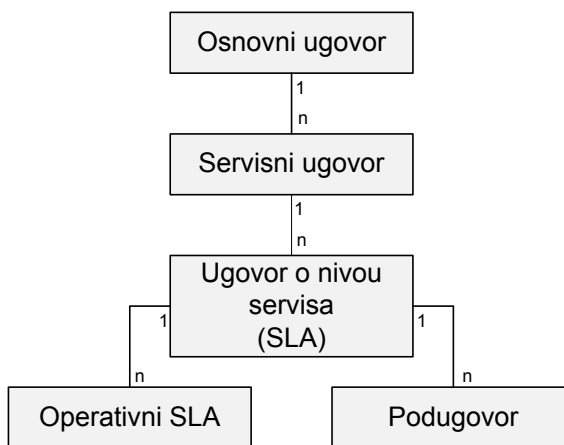 Osnovni ugovor
1
n
Servisni ugovor
1
n
Ugovor o nivou
servisa
(SLA)
1
1
n
n
Operativni SLA
Podugovor